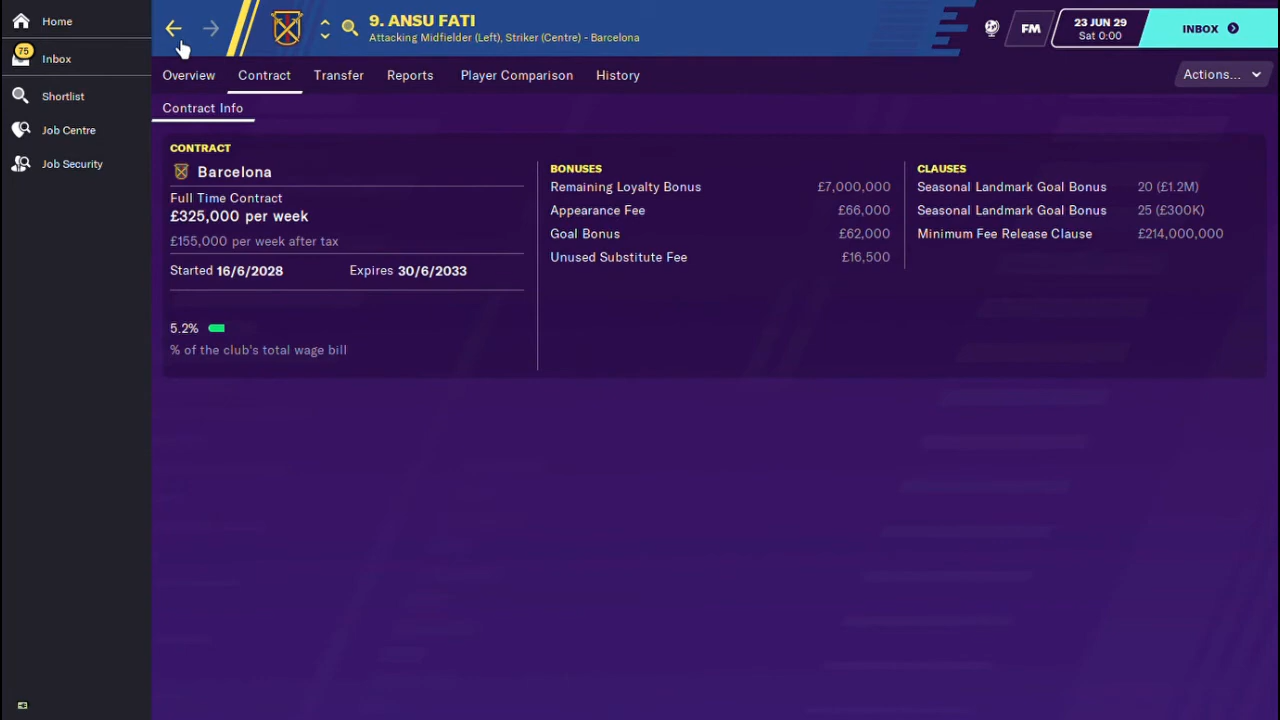 Home
75
Inbox
Shortlist
Job Centre
Job Security
9. ANSU FATI
Attacking Midfielder (Left), Striker (Centre) - Barcelona
FM
23 JUN 29
Sat 0:00
INBOX
Overview
Contract
Transfer
Reports
Player Comparison
History
Actions...
Contract Info
CONTRACT
Barcelona
Full Time Contract
£325,000 per week
£155,000 per week after tax
Started 16/6/2028 Expires 30/6/2033
5.2%
% of the club's total wage bill
BONUSES
Remaining Loyalty Bonus £7,000,000
Appearance Fee £66,000
Goal Bonus £62,000
Unused Substitute Fee £16,500
CLAUSES
Seasonal Landmark Goal Bonus 20 (£1.2M)
Seasonal Landmark Goal Bonus 25 (£300K)
Minimum Fee Release Clause £214,000,000